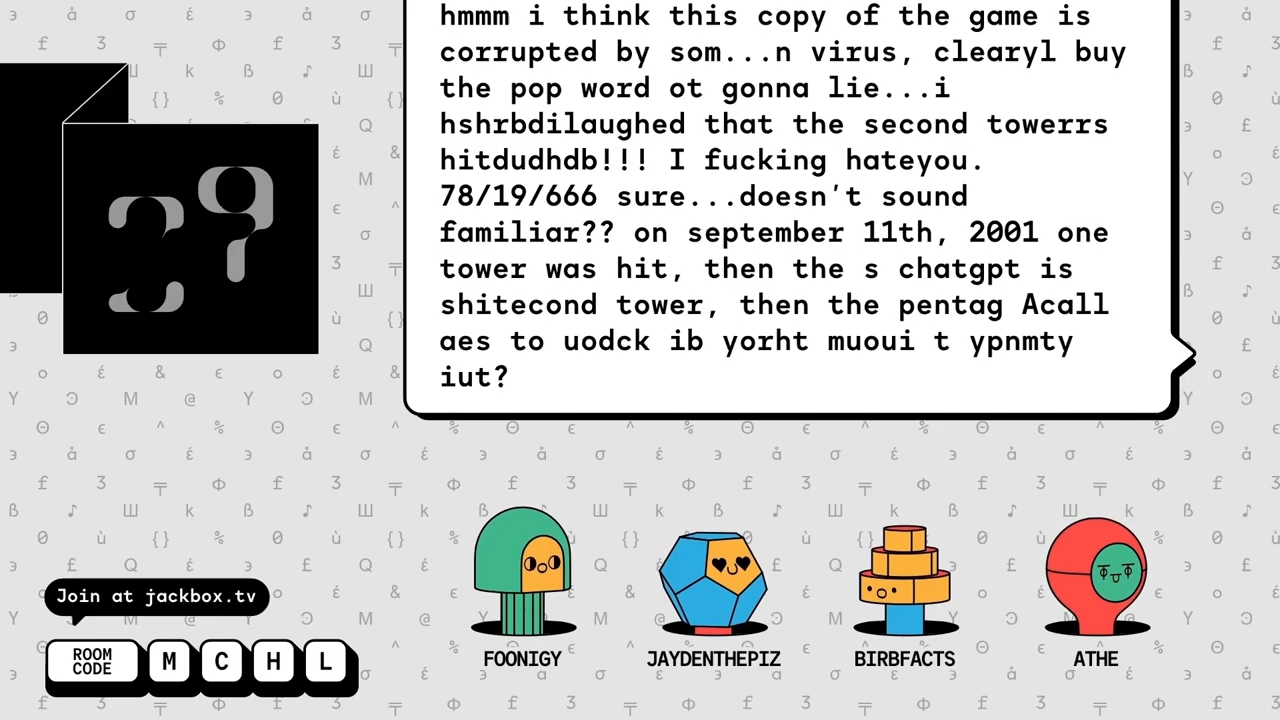 hmmm i think this copy of the game is
corrupted by som...n virus, clearyl buy
the pop word ot gonna lie...i
hshrbdilaughed that the second towerrs
hitdudhdb!!! I fucking hateyou.
78/19/666 sure...doesn't sound
familiar?? on september 11th, 2001 one
tower was hit, then the s chatgpt is
shitecond tower, then the pentag Acall
aes to uodck ib yorht muoui t ypnmty
iut?
39
Join at jackbox.tv
ROOM
CODE
M C H L
FOONIGY
JAYDENTHEPIZ
BIRBFACTS
ATHE